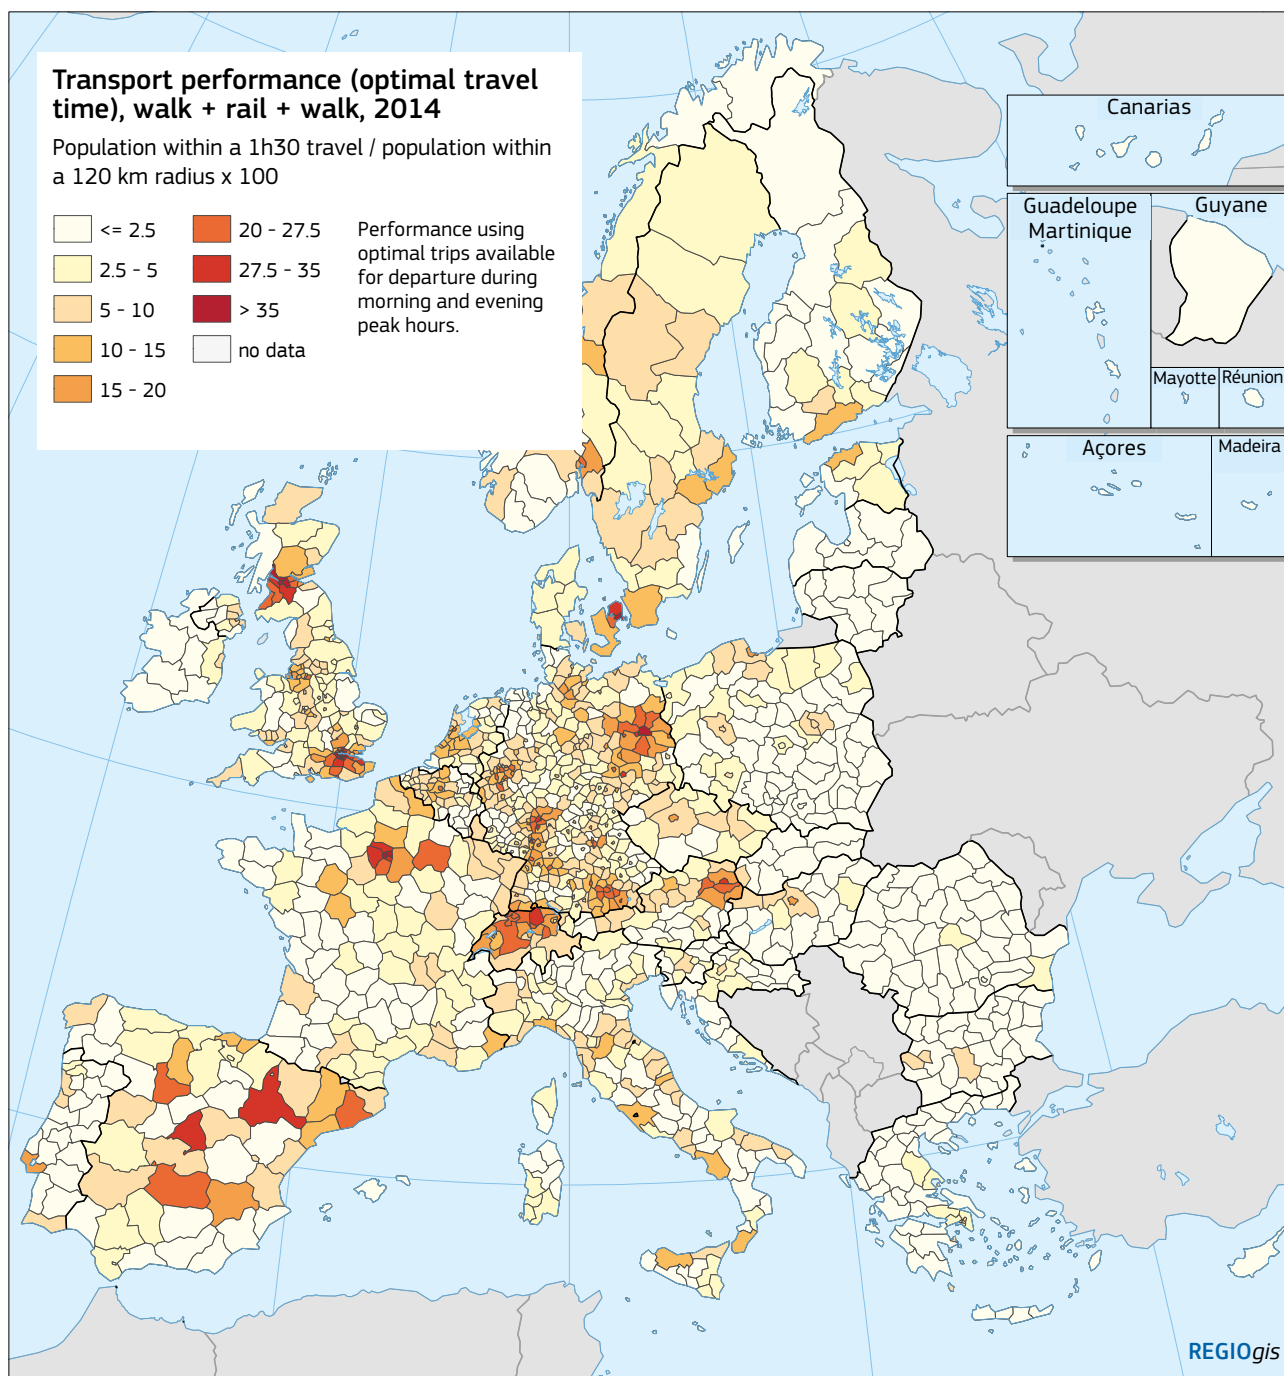 Transport performance (optimal travel
time), walk + rail + walk, 2014
Population within a 1h30 travel / population within
a 120 km radius x 100
<= 2.5
2.5 - 5
5 - 10
10 - 15
15 - 20
20 - 27.5
27.5 - 35
> 35
no data
Performance using
optimal trips available
for departure during
morning and evening
peak hours.
Canarias
Guadeloupe
Martinique
Guyane
Mayotte
Réunion
Açores
Madeira
REGIOgis